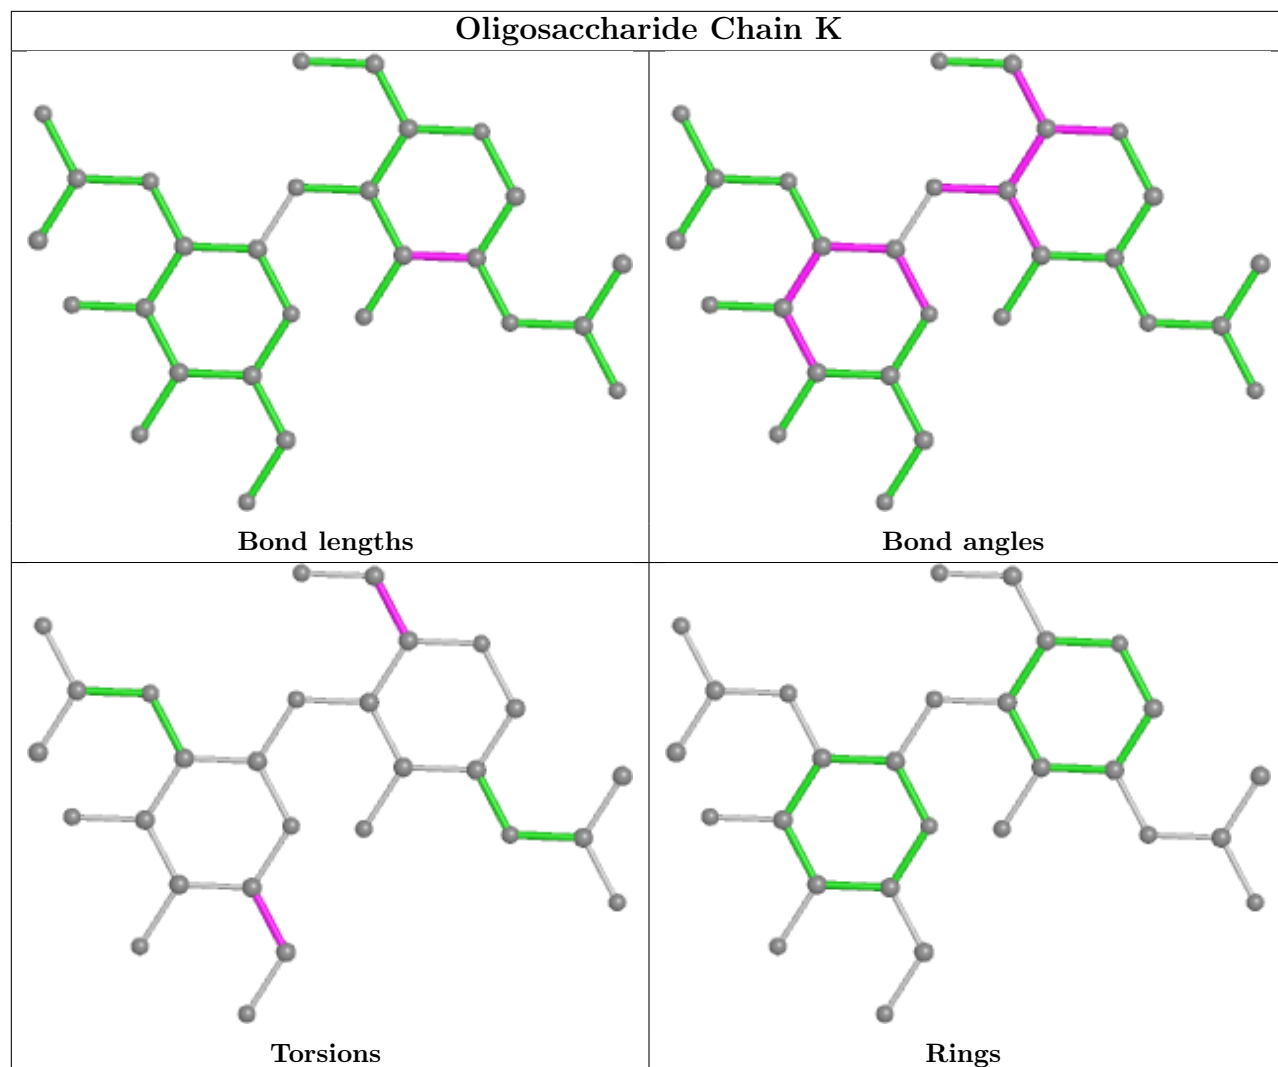 Oligosaccharide Chain K
Bond lengths
Bond angles
Torsions
Rings